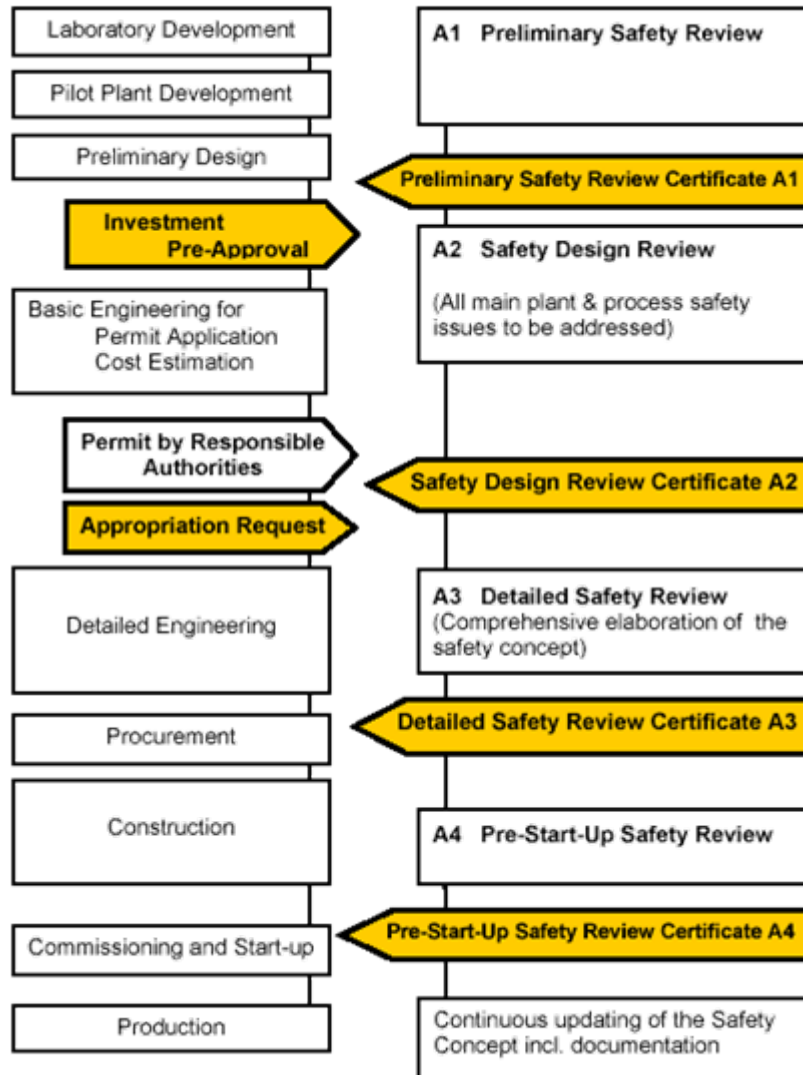 Laboratory Development
Pilot Plant Development
Preliminary Design
Investment
Pre-Approval
Basic Engineering for
Permit Application
Cost Estimation
Permit by Responsible
Authorities
Appropriation Request
Detailed Engineering
Procurement
Construction
Commissioning and Start-up
Production
A1 Preliminary Safety Review
Preliminary Safety Review Certificate A1
A2 Safety Design Review
(All main plant & process safety
issues to be addressed)
Safety Design Review Certificate A2
A3 Detailed Safety Review
(Comprehensive elaboration of the
safety concept)
Detailed Safety Review Certificate A3
A4 Pre-Start-Up Safety Review
Pre-Start-Up Safety Review Certificate A4
Continuous updating of the Safety
Concept incl. documentation